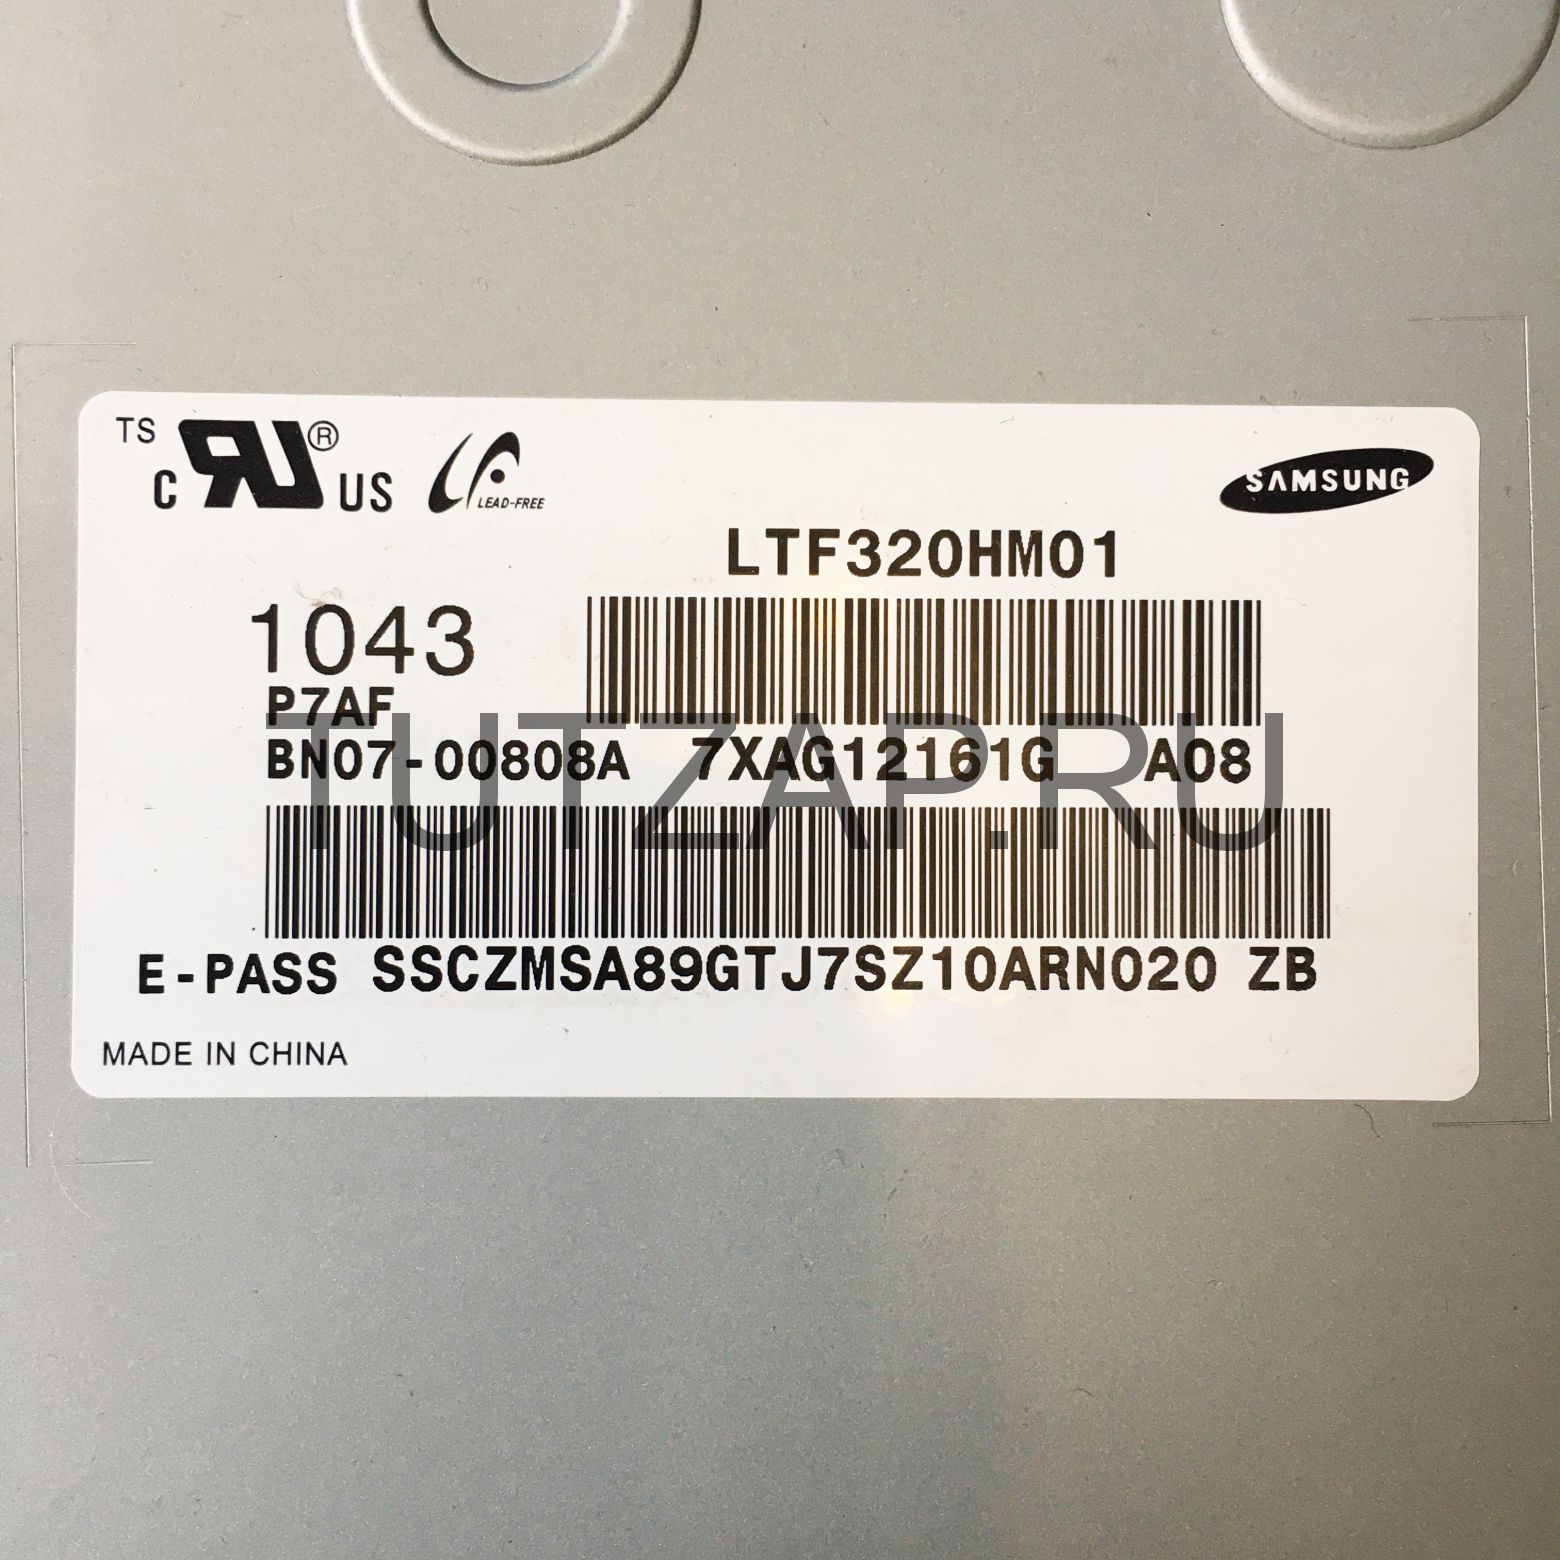 TS
C RU® US
LEAD-FREE
SAMSUNG
LTF320HM01
1043
P7AF
BN07-00808A 7XAG12161G A08
TUTZAP.RU
E-PASS SSCZMSA89GTJ7SZ10ARN020 ZB
MADE IN CHINA